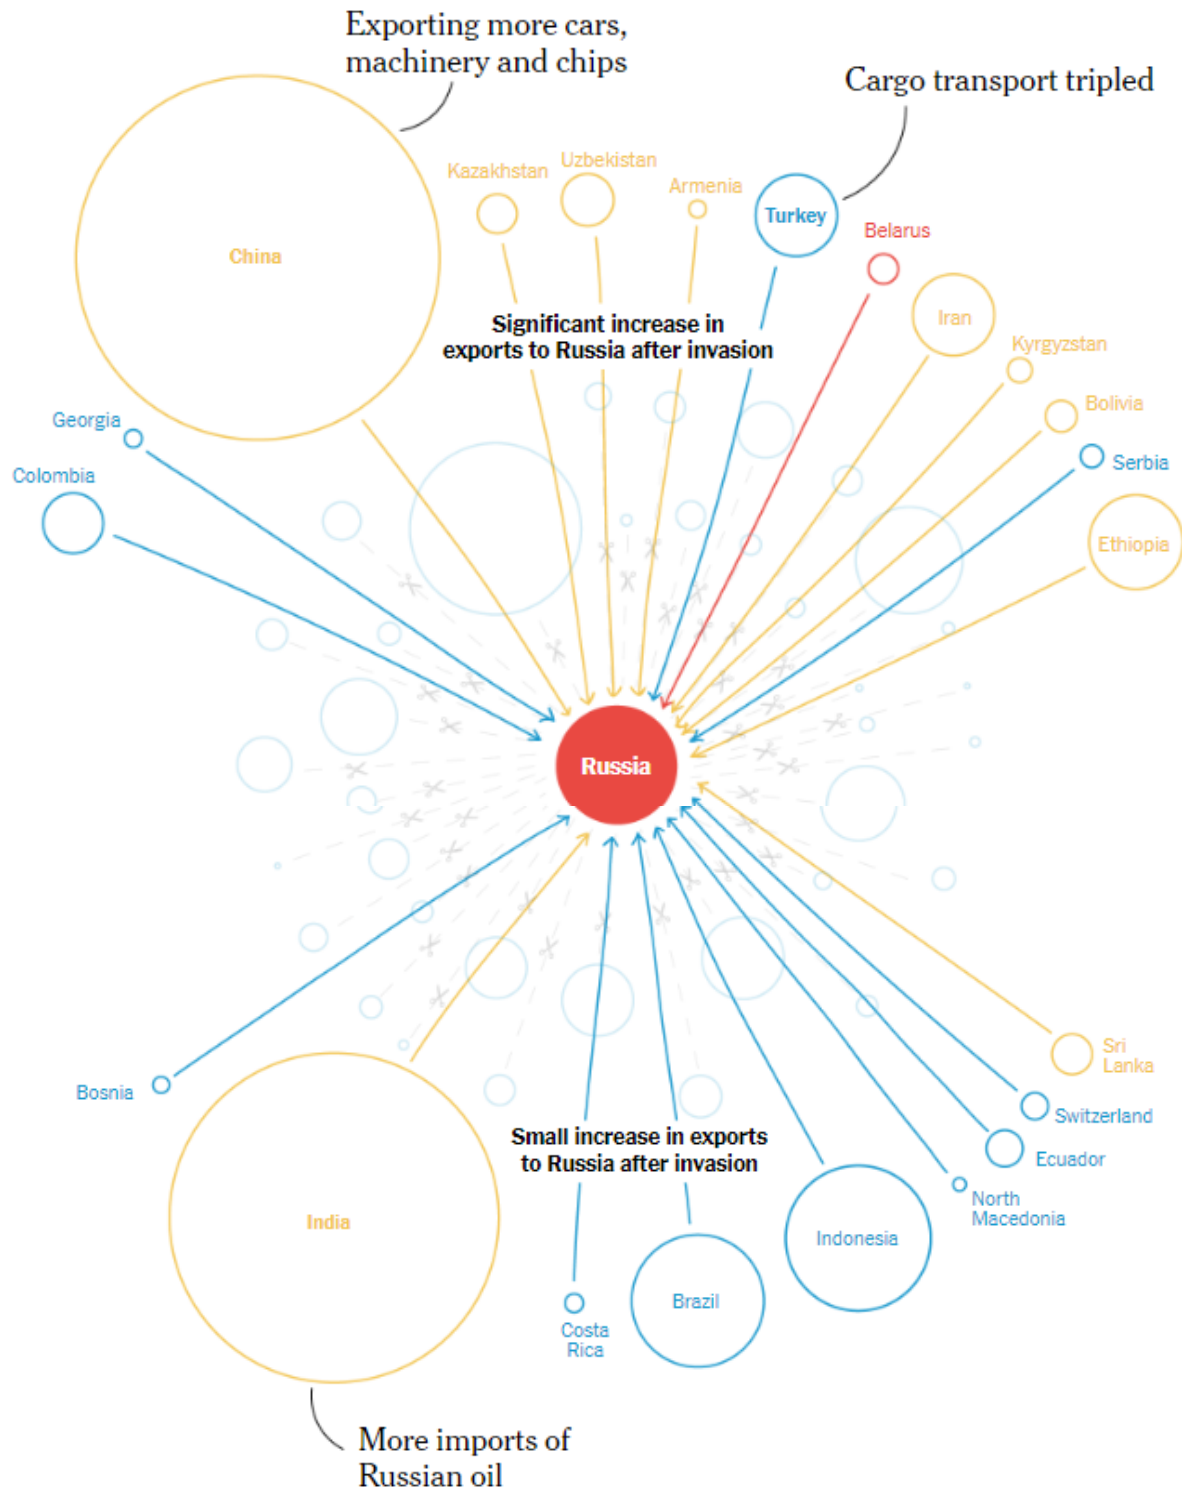 Exporting more cars,
machinery and chips
Cargo transport tripled
Kazakhstan
Uzbekistan
Armenia
Turkey
Belarus
China
Iran
Significant increase in
exports to Russia after invasion
Kyrgyzstan
Bolivia
Georgia
Serbia
Colombia
Ethiopia
Russia
Sri
Lanka
Bosnia
Switzerland
Small increase in exports
to Russia after invasion
Ecuador
North
Macedonia
India
Indonesia
Brazil
Costa
Rica
More imports of
Russian oil